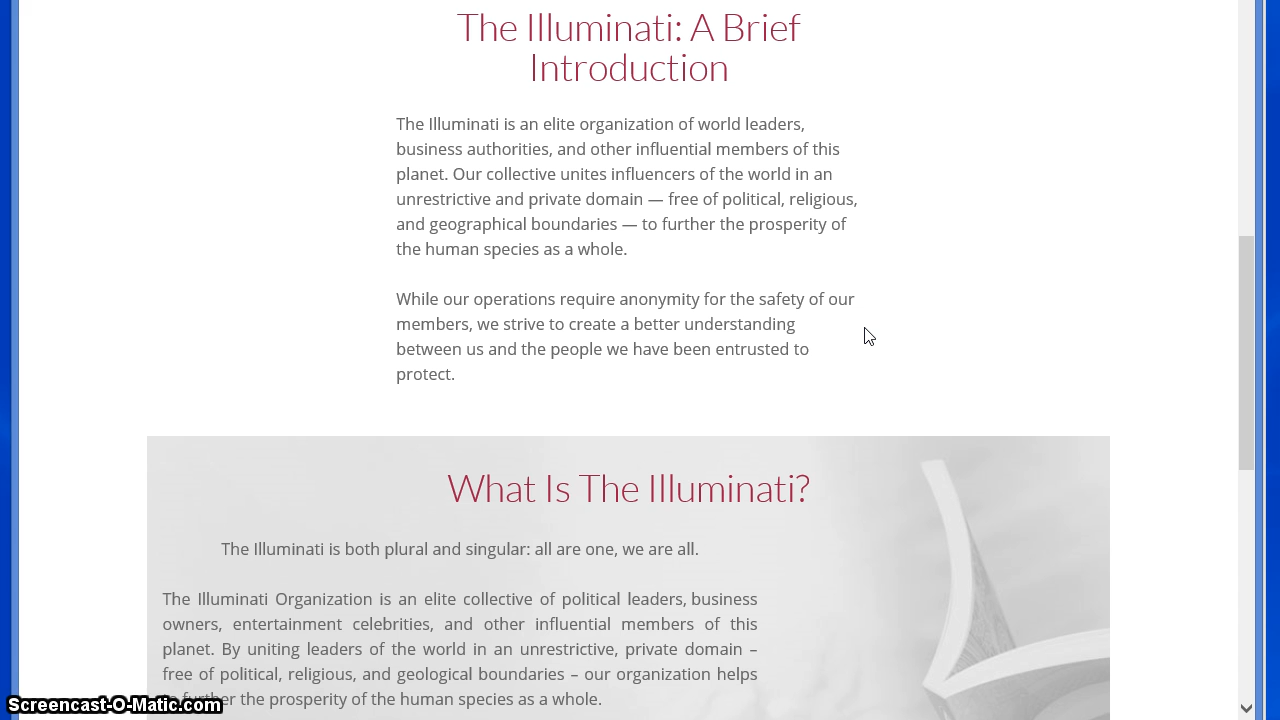 The Illuminati: A Brief
Introduction
The Illuminati is an elite organization of world leaders,
business authorities, and other influential members of this
planet. Our collective unites influencers of the world in an
unrestrictive and private domain — free of political, religious,
and geographical boundaries — to further the prosperity of
the human species as a whole.
While our operations require anonymity for the safety of our
members, we strive to create a better understanding
between us and the people we have been entrusted to
protect.
What Is The Illuminati?
The Illuminati is both plural and singular: all are one, we are all.
The Illuminati Organization is an elite collective of political leaders, business
owners, entertainment celebrities, and other influential members of this
planet. By uniting leaders of the world in an unrestrictive, private domain –
free of political, religious, and geological boundaries – our organization helps
to further the prosperity of the human species as a whole.
Screencast-O-Matic.com